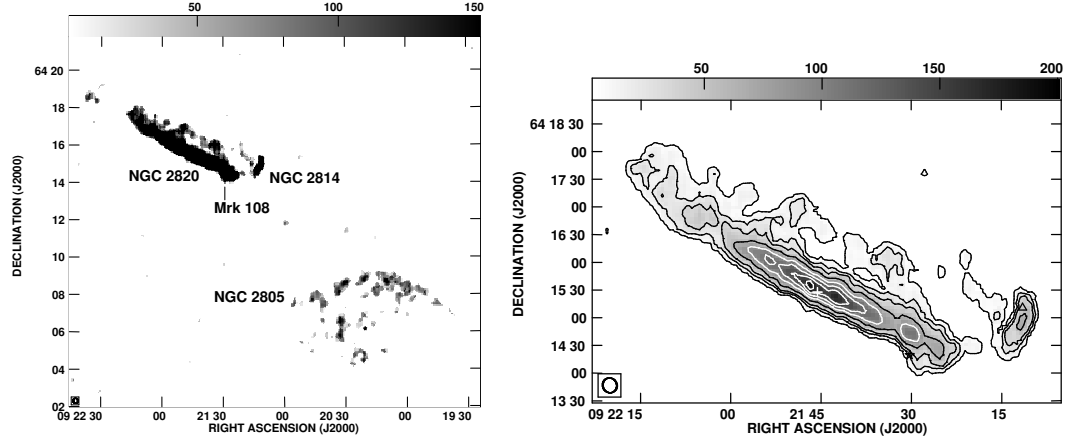 50 100 150
DECLINATION (J2000)
64 20
18
16
14
12
10
08
06
04
02
NGC 2820
NGC 2814
Mrk 108
NGC 2805
09 22 30 00 21 30 00 20 30 00 19 30
RIGHT ASCENSION (J2000)
50 100 150 200
DECLINATION (J2000)
64 18 30
00
17 30
00
16 30
00
15 30
00
14 30
00
13 30
09 22 15 00 21 45 30 15
RIGHT ASCENSION (J2000)